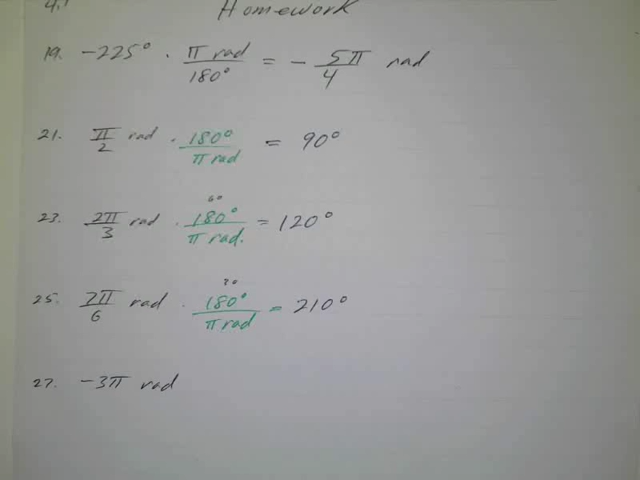 4.1 Homework
19. -225° · π rad / 180° = - 5π / 4 rad
21. π / 2 rad · 180° / π rad = 90°
23. 2π / 3 rad · 60 180° / π rad. = 120°
25. 7π / 6 rad · 180° / π rad = 210°
27. -3π rad